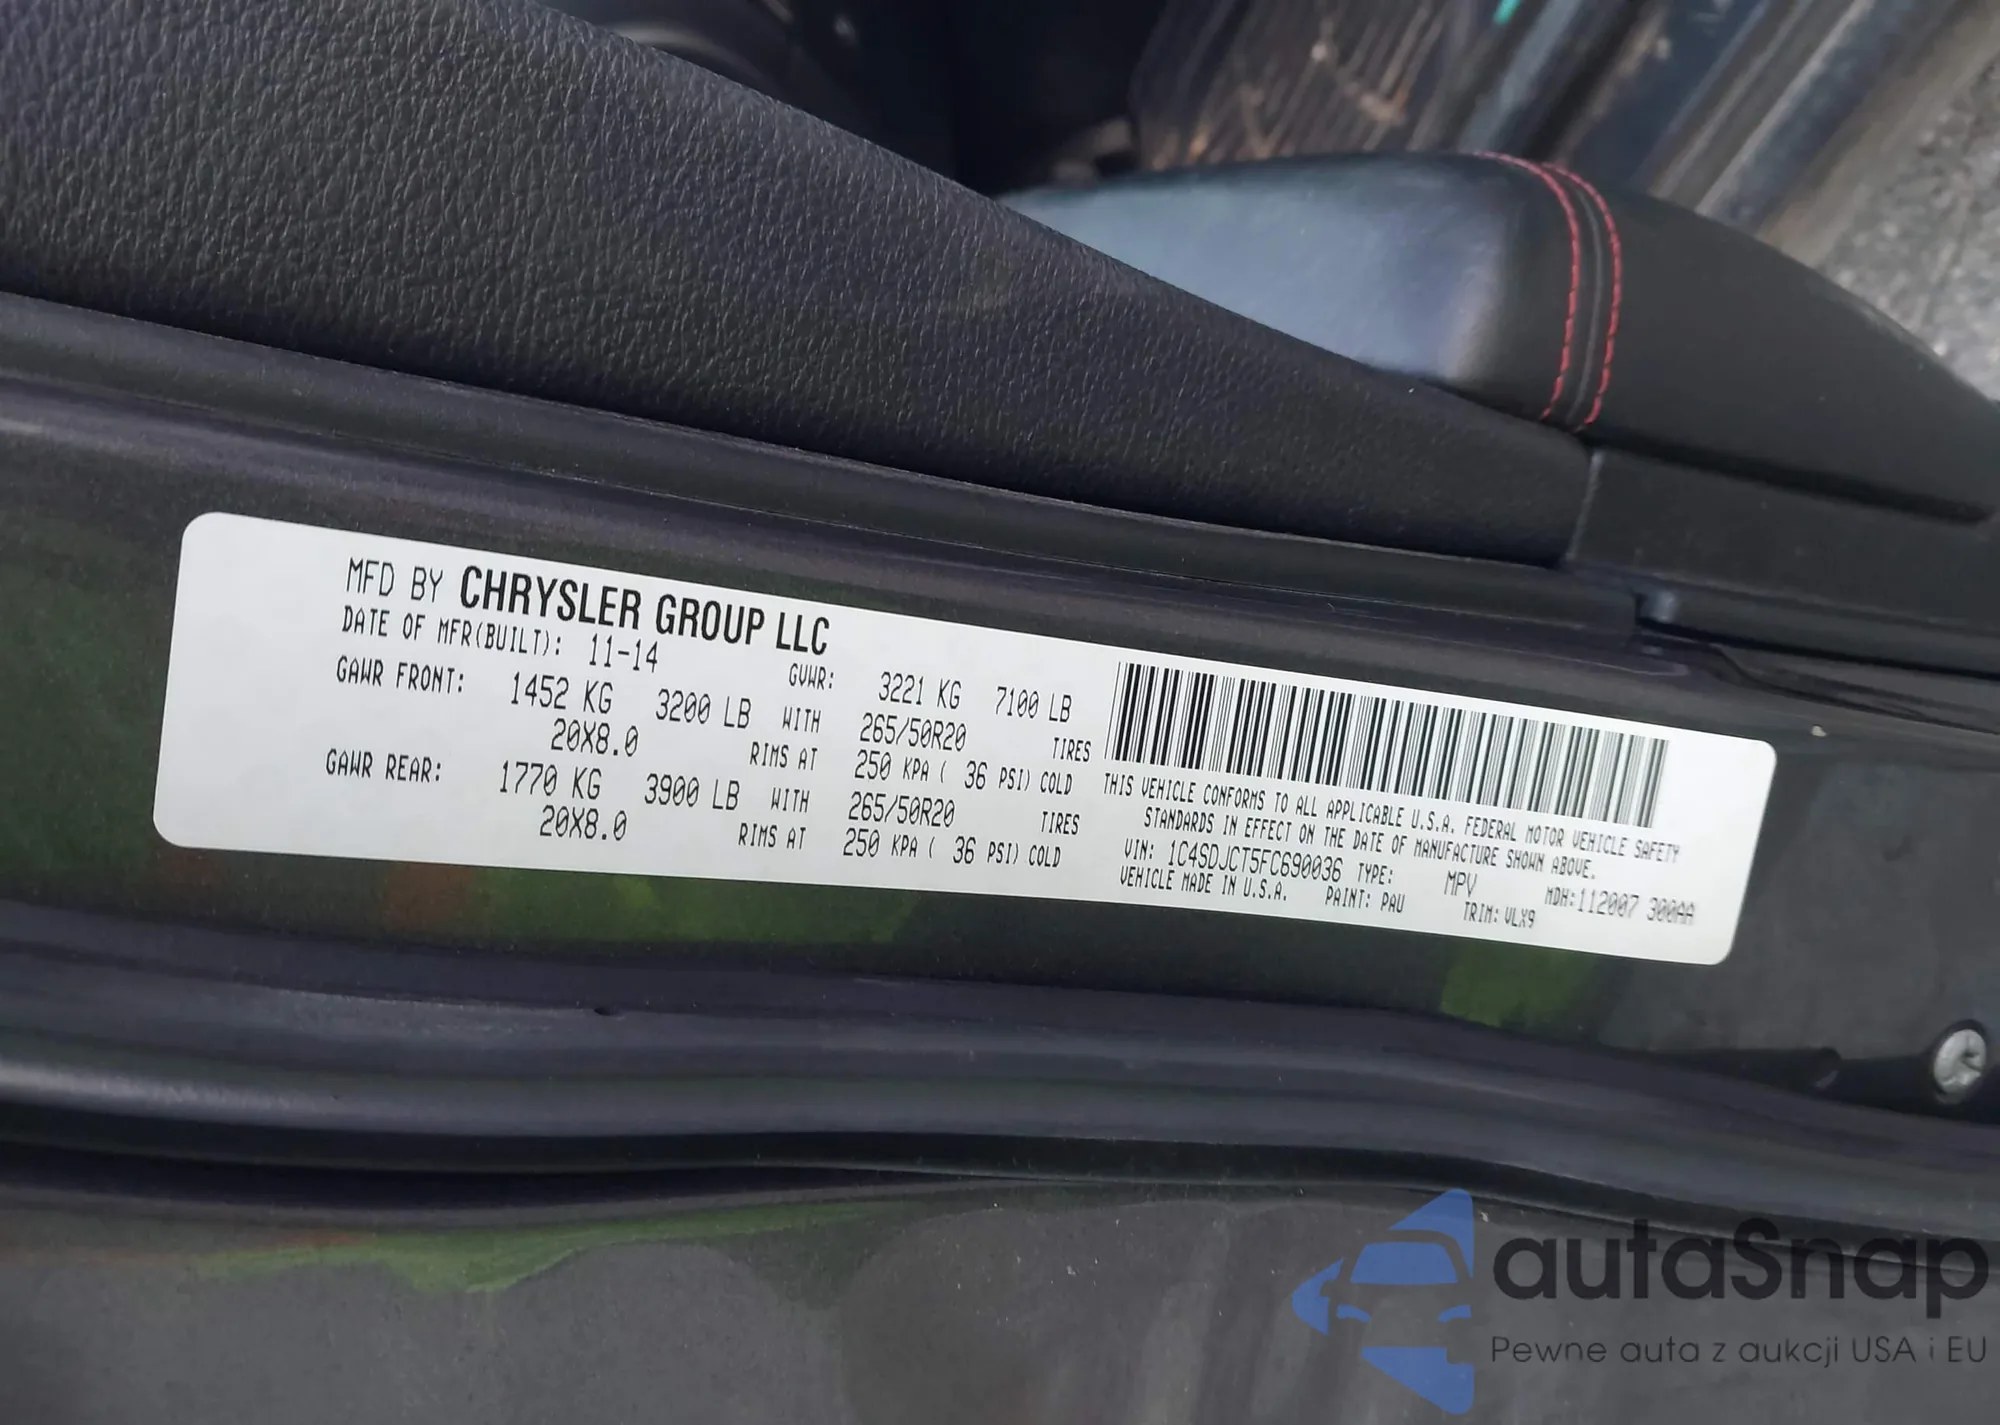 MFD BY CHRYSLER GROUP LLC
DATE OF MFR(BUILT): 11-14 GVWR: 3221 KG 7100 LB
GAWR FRONT: 1452 KG 3200 LB WITH 265/50R20 TIRES
20X8.0 RIMS AT 250 KPA ( 36 PSI) COLD
GAWR REAR: 1770 KG 3900 LB WITH 265/50R20 TIRES
20X8.0 RIMS AT 250 KPA ( 36 PSI) COLD
THIS VEHICLE CONFORMS TO ALL APPLICABLE U.S.A. FEDERAL MOTOR VEHICLE SAFETY
STANDARDS IN EFFECT ON THE DATE OF MANUFACTURE SHOWN ABOVE.
VIN: 1C4SDJCT5FC690036 TYPE: MPV MDH:112007 300AA
VEHICLE MADE IN U.S.A. PAINT: PAU TRIM: VLX9
autaSnap
Pewne auta z aukcji USA i EU